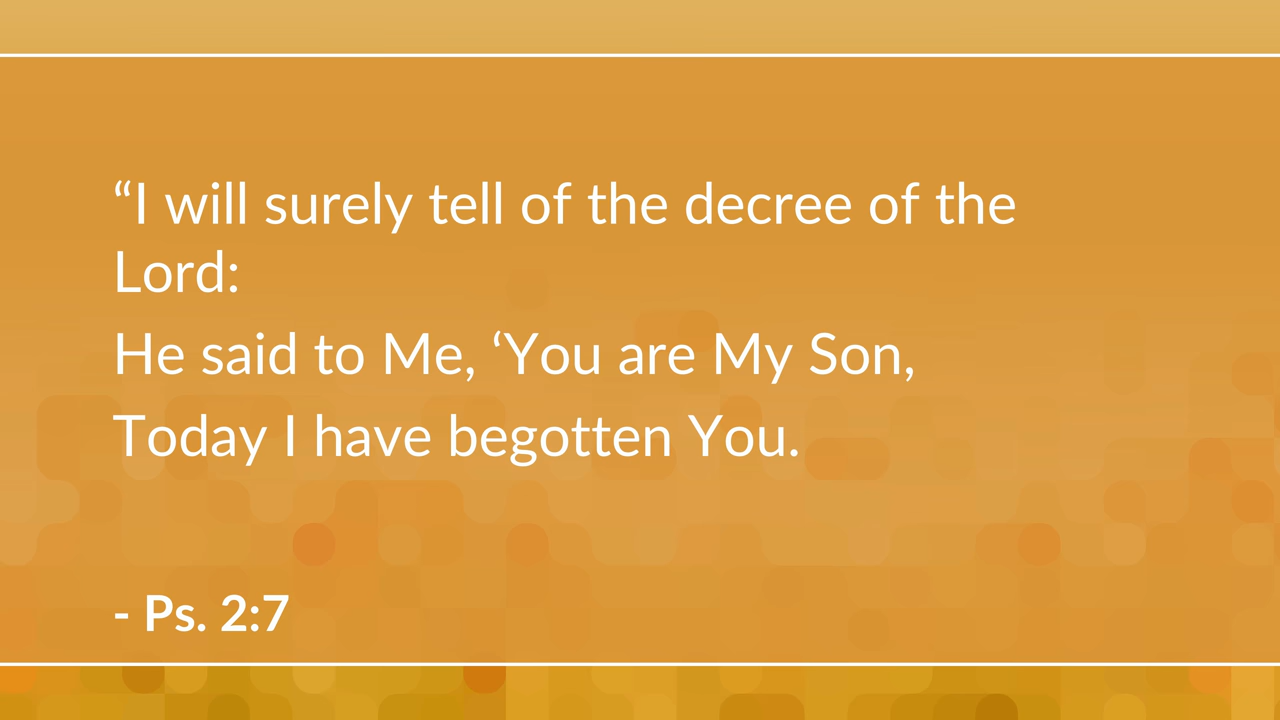 “I will surely tell of the decree of the
Lord:
He said to Me, ‘You are My Son,
Today I have begotten You.
- Ps. 2:7